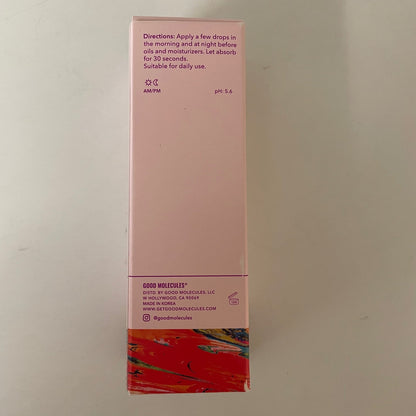 Directions: Apply a few drops in
the morning and at night before
oils and moisturizers. Let absorb
for 30 seconds.
Suitable for daily use.
AM/PM pH: 5.6
GOOD MOLECULES®
DISTD. BY GOOD MOLECULES, LLC
W HOLLYWOOD, CA 90069
MADE IN KOREA
WWW.GETGOODMOLECULES.COM
@goodmolecules